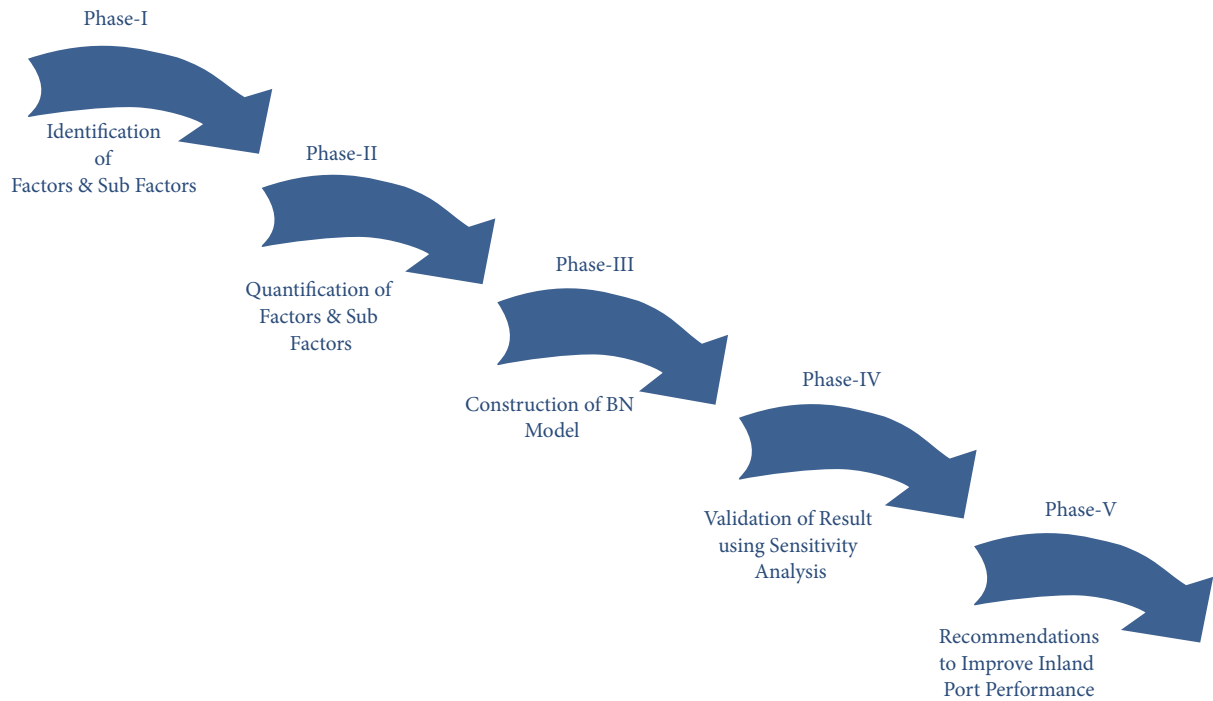 Phase-I
Identification
of
Factors & Sub Factors
Phase-II
Quantification of
Factors & Sub
Factors
Phase-III
Construction of BN
Model
Phase-IV
Validation of Result
using Sensitivity
Analysis
Phase-V
Recommendations
to Improve Inland
Port Performance